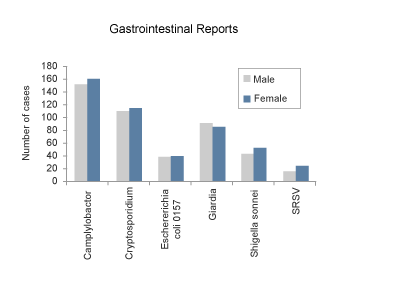 Gastrointestinal Reports
Number of cases
180
160
140
120
100
80
60
40
20
0
Male
Female
Camplylobactor
Cryptosporidium
Eschererichia
coli 0157
Giardia
Shigella sonnei
SRSV